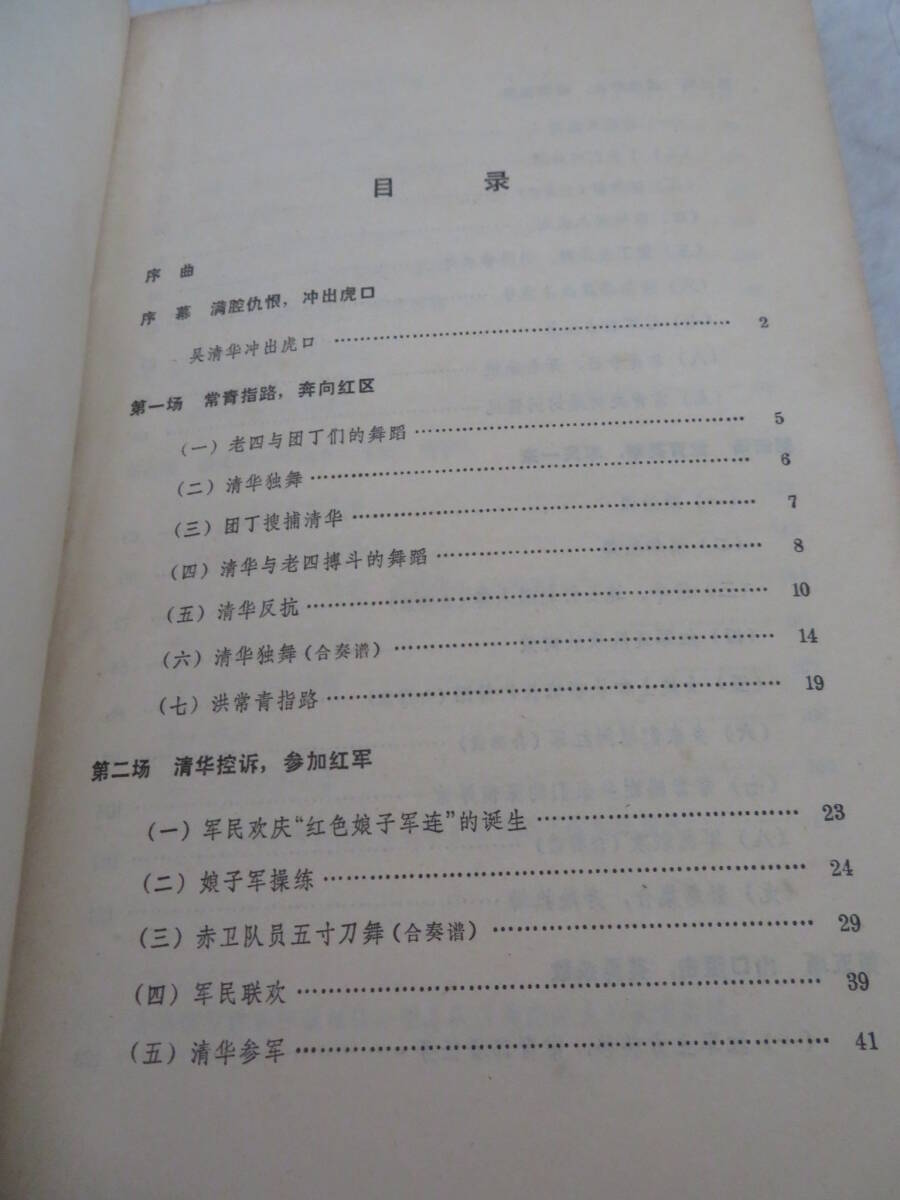 目　录
序　曲
序　幕　满腔仇恨，冲出虎口
吴清华冲出虎口 …… 2
第一场　常青指路，奔向红区
（一）老四与团丁们的舞蹈 …… 5
（二）清华独舞 …… 6
（三）团丁搜捕清华 …… 7
（四）清华与老四搏斗的舞蹈 …… 8
（五）清华反抗 …… 10
（六）清华独舞（合奏谱） …… 14
（七）洪常青指路 …… 19
第二场　清华控诉，参加红军
（一）军民欢庆“红色娘子军连”的诞生 …… 23
（二）娘子军操练 …… 24
（三）赤卫队员五寸刀舞（合奏谱） …… 29
（四）军民联欢 …… 39
（五）清华参军 …… 41